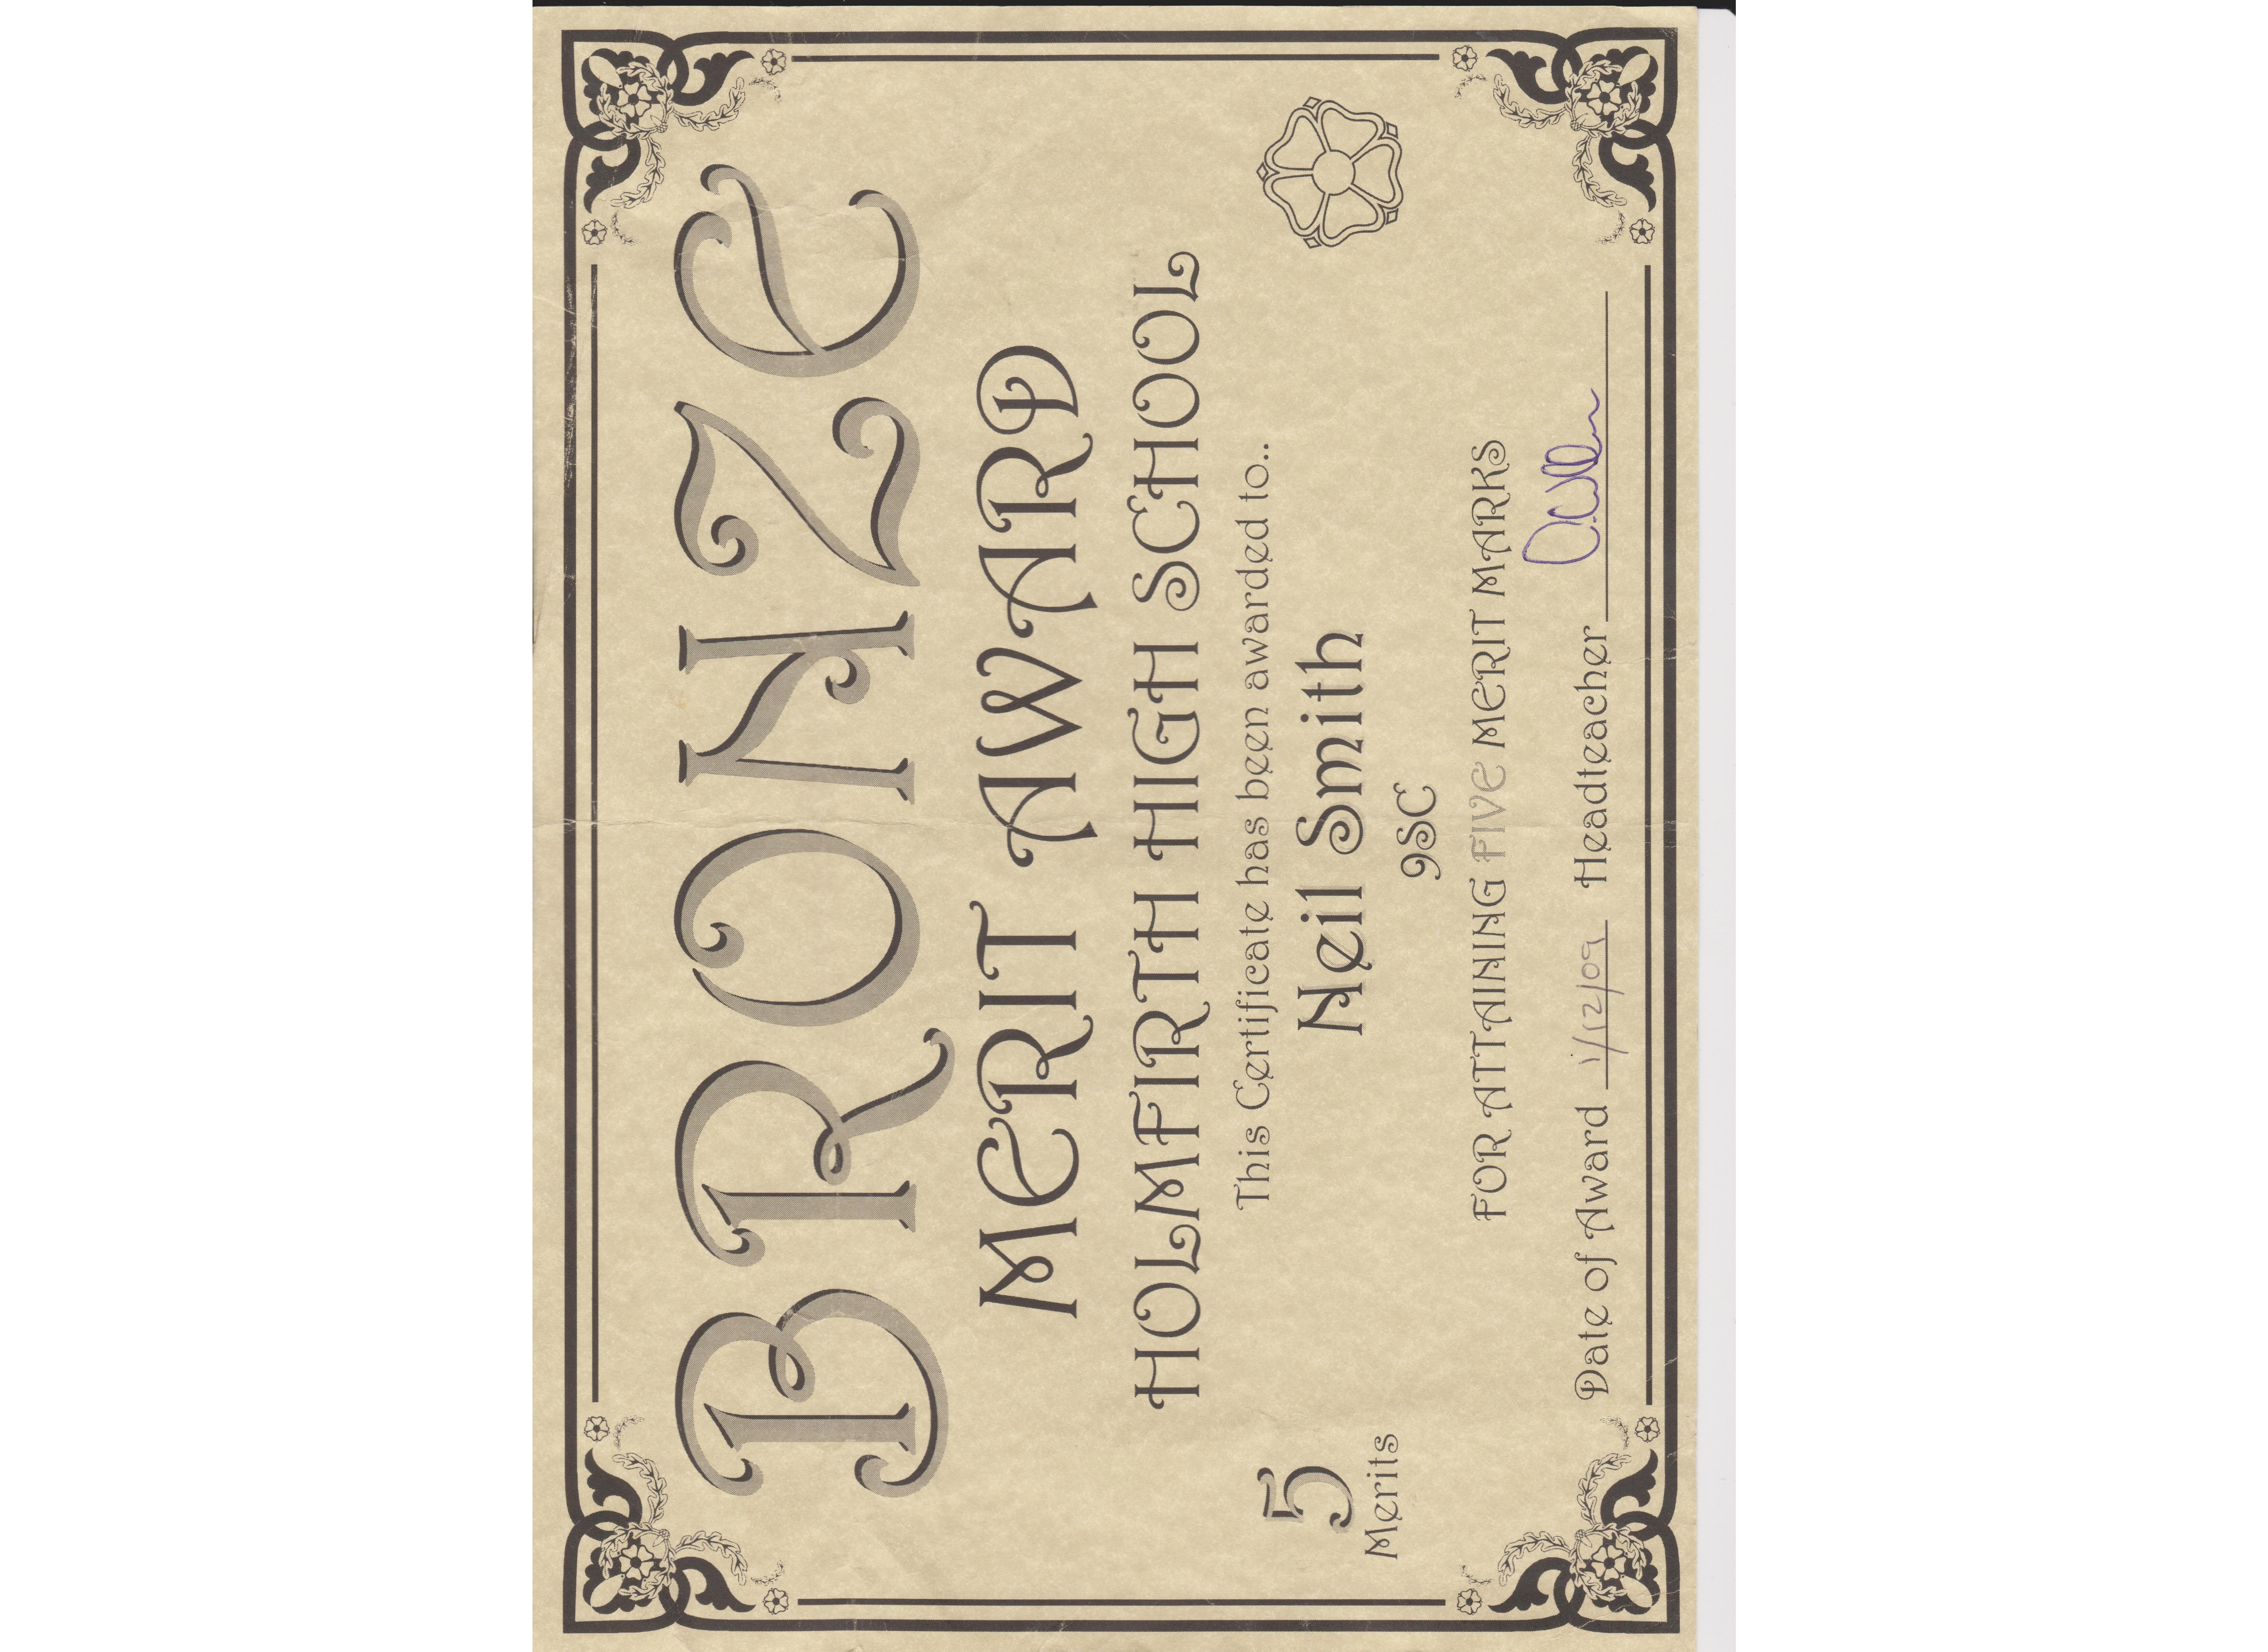 BRONZE
MERIT AWARD
HOLMFIRTH HIGH SCHOOL
This Certificate has been awarded to..
5
Merits
Neil Smith
9SC
FOR ATTAINING FIVE MERIT MARKS
Date of Award 1/12/09 Headteacher